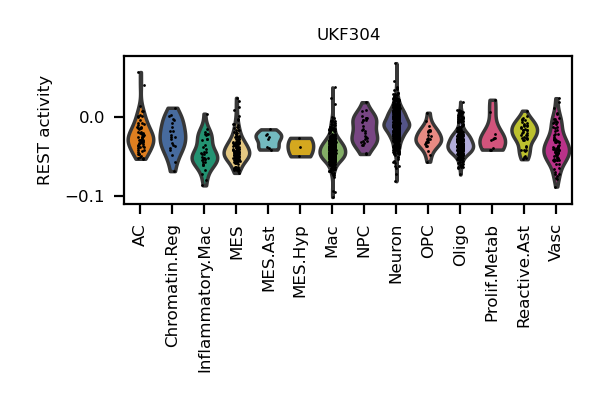 UKF304
REST activity
0.0
−0.1
AC
Chromatin.Reg
Inflammatory.Mac
MES
MES.Ast
MES.Hyp
Mac
NPC
Neuron
OPC
Oligo
Prolif.Metab
Reactive.Ast
Vasc